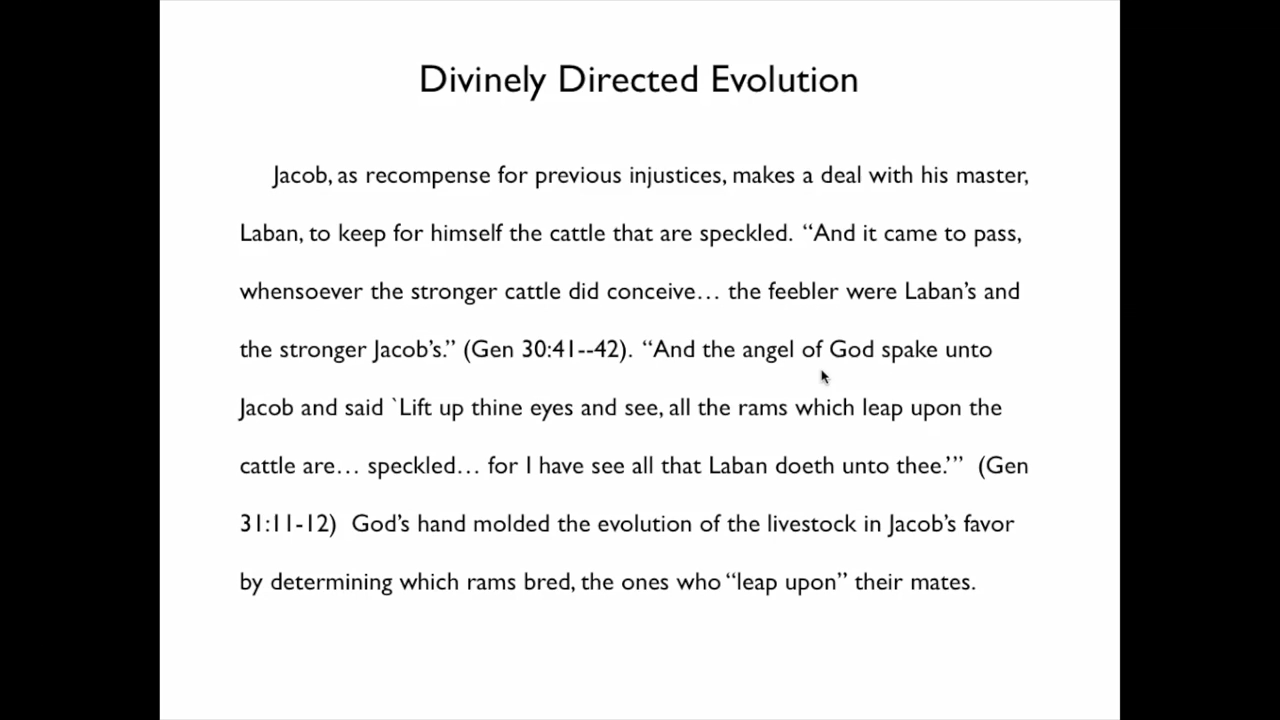 Divinely Directed Evolution
Jacob, as recompense for previous injustices, makes a deal with his master,
Laban, to keep for himself the cattle that are speckled. “And it came to pass,
whensoever the stronger cattle did conceive… the feebler were Laban’s and
the stronger Jacob’s.” (Gen 30:41--42). “And the angel of God spake unto
Jacob and said `Lift up thine eyes and see, all the rams which leap upon the
cattle are… speckled… for I have see all that Laban doeth unto thee.’” (Gen
31:11-12) God’s hand molded the evolution of the livestock in Jacob’s favor
by determining which rams bred, the ones who “leap upon” their mates.